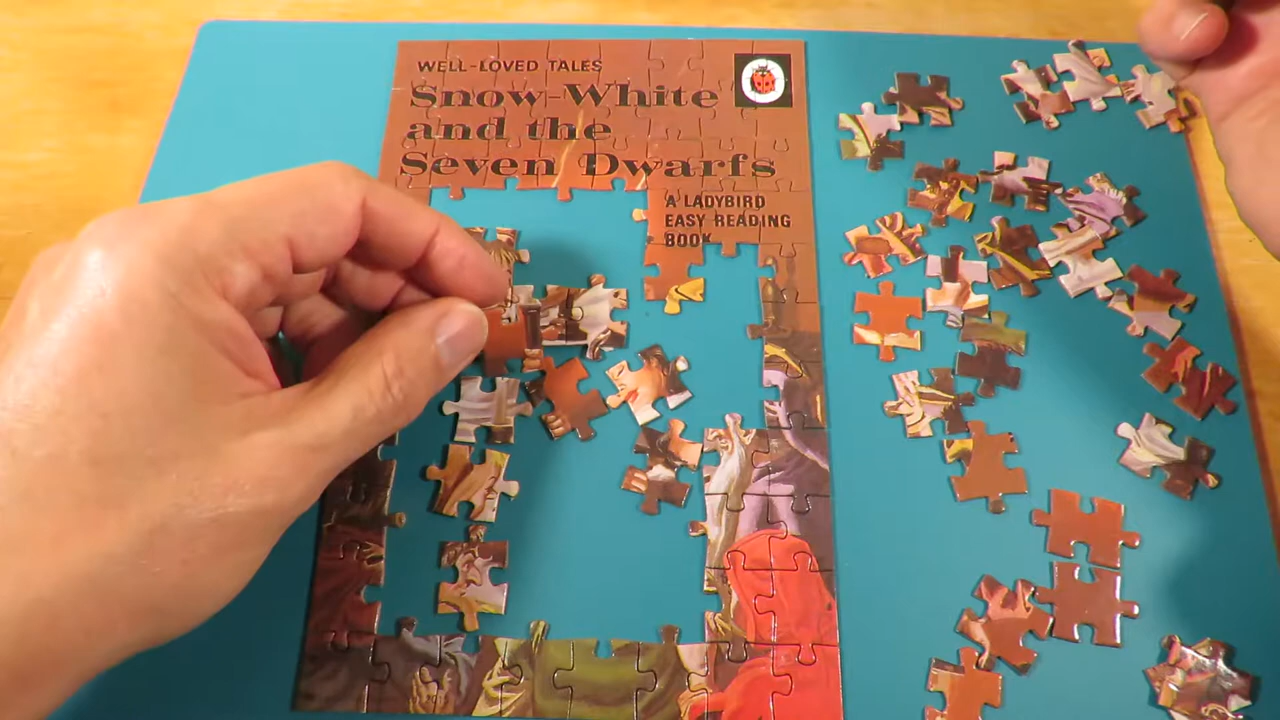 WELL-LOVED TALES
Snow-White
and the
Seven Dwarfs
A LADYBIRD
EASY READING
BOOK